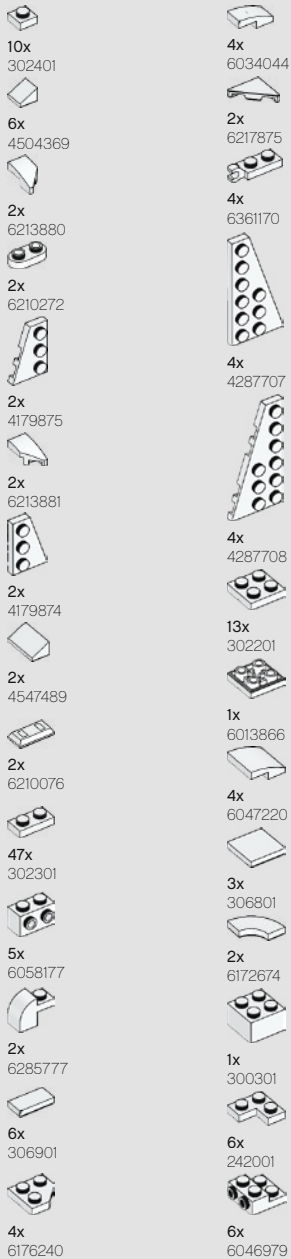 10x
302401
6x
4504369
2x
6213880
2x
6210272
2x
4179875
2x
6213881
2x
4179874
2x
4547489
2x
6210076
47x
302301
5x
6058177
2x
6285777
6x
306901
4x
6176240
4x
6034044
2x
6217875
4x
6361170
4x
4287707
4x
4287708
13x
302201
1x
6013866
4x
6047220
3x
306801
2x
6172674
1x
300301
6x
242001
6x
6046979